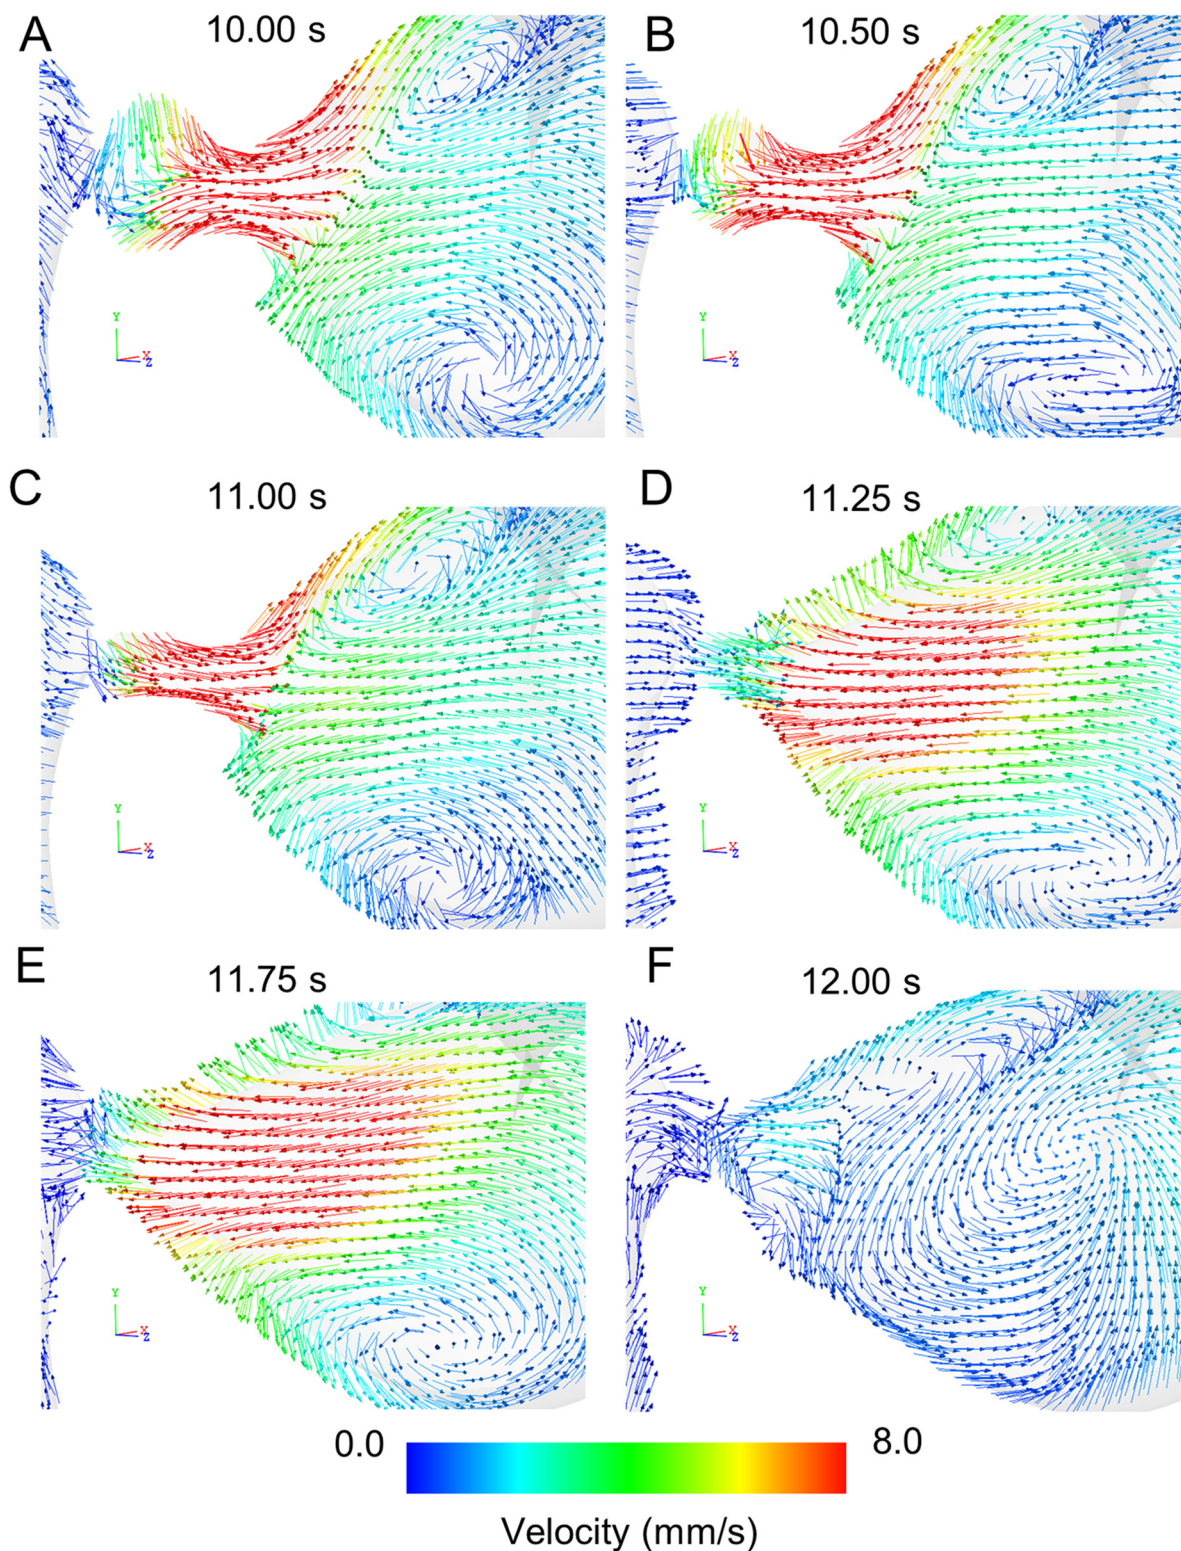 A 10.00 s B 10.50 s
Y X Z Y X Z
C 11.00 s D 11.25 s
Y X Z Y X Z
E 11.75 s F 12.00 s
Y X Z Y X Z
0.0 8.0
Velocity (mm/s)